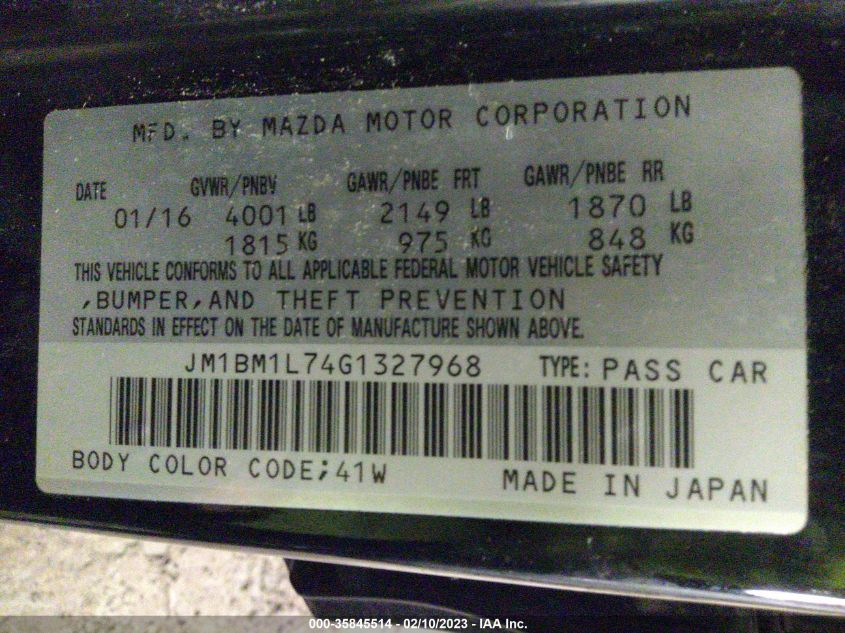 MFD. BY MAZDA MOTOR CORPORATION
DATE GVWR/PNBV GAWR/PNBE FRT GAWR/PNBE RR
01/16 4001 LB 2149 LB 1870 LB
1815 KG 975 KG 848 KG
THIS VEHICLE CONFORMS TO ALL APPLICABLE FEDERAL MOTOR VEHICLE SAFETY
,BUMPER,AND THEFT PREVENTION
STANDARDS IN EFFECT ON THE DATE OF MANUFACTURE SHOWN ABOVE.
JM1BM1L74G1327968 TYPE: PASS CAR
BODY COLOR CODE;41W MADE IN JAPAN
000-35845514 - 02/10/2023 - IAA Inc.